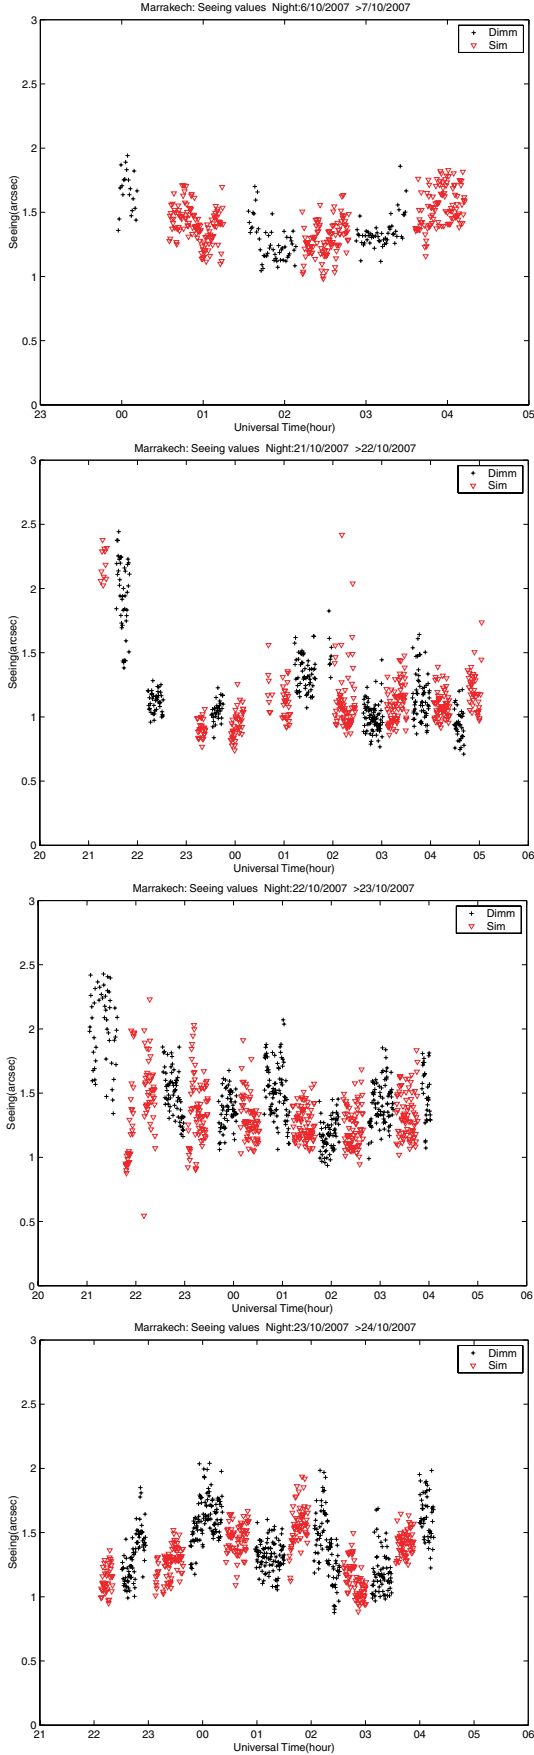 Marrakech: Seeing values Night:6/10/2007 >7/10/2007
3
Dimm
Sim
2.5
2
Seeing(arcsec)
1.5
1
0.5
0
23 00 01 02 03 04 05
Universal Time(hour)
Marrakech: Seeing values Night:21/10/2007 >22/10/2007
3
Dimm
Sim
2.5
2
Seeing(arcsec)
1.5
1
0.5
0
20 21 22 23 00 01 02 03 04 05 06
Universal Time(hour)
Marrakech: Seeing values Night:22/10/2007 >23/10/2007
3
Dimm
Sim
2.5
2
Seeing(arcsec)
1.5
1
0.5
0
20 21 22 23 00 01 02 03 04 05 06
Universal Time(hour)
Marrakech: Seeing values Night:23/10/2007 >24/10/2007
3
Dimm
Sim
2.5
2
Seeing(arcsec)
1.5
1
0.5
0
21 22 23 00 01 02 03 04 05 06
Universal Time(hour)